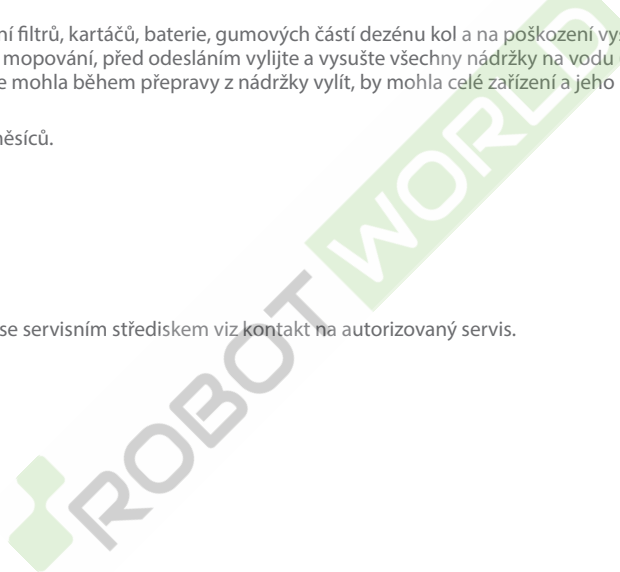 ní filtrů, kartáčů, baterie, gumových částí dezénu kol a na poškození
mopování, před odesláním vylijte a vysušte všechny nádržky na vodu
e mohla během přepravy z nádržky vylít, by mohla celé zařízení a jeho
měsíců.
se servisním střediskem viz kontakt na autorizovaný servis.
ROBOT WORLD